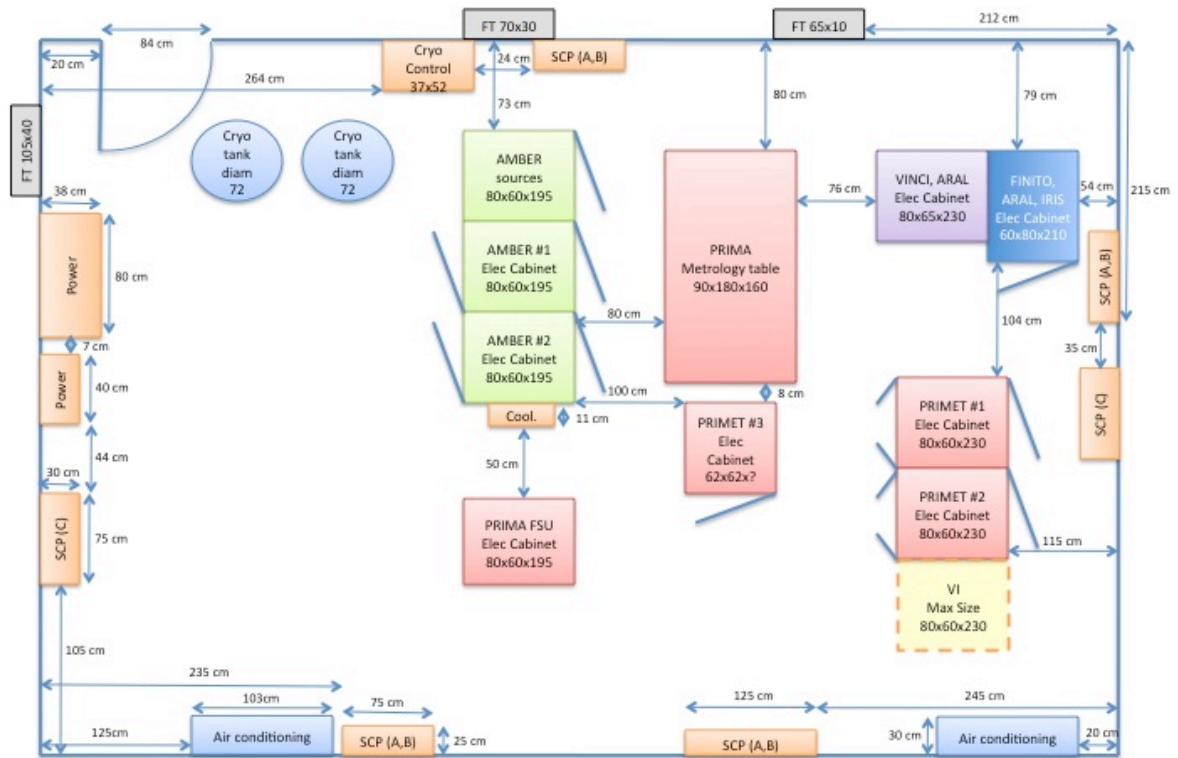 FT 70x30
FT 65x10
212 cm
84 cm
20 cm
Cryo
Control
37x52
24 cm
SCP (A,B)
264 cm
73 cm
80 cm
79 cm
FT 105x40
Cryo
tank
diam
72
Cryo
tank
diam
72
AMBER
sources
80x60x195
VINCI, ARAL
Elec Cabinet
80x65x230
FINITO,
ARAL, IRIS
Elec Cabinet
60x80x210
76 cm
54 cm
215 cm
38 cm
Power
80 cm
AMBER #1
Elec Cabinet
80x60x195
PRIMA
Metrology table
90x180x160
SCP (A,B)
80 cm
104 cm
7 cm
AMBER #2
Elec Cabinet
80x60x195
35 cm
Power
40 cm
100 cm
8 cm
SCP (C)
Cool.
11 cm
PRIMET #3
Elec
Cabinet
62x62x?
PRIMET #1
Elec Cabinet
80x60x230
44 cm
30 cm
50 cm
SCP (C)
75 cm
PRIMA FSU
Elec Cabinet
80x60x195
PRIMET #2
Elec Cabinet
80x60x230
115 cm
VI
Max Size
80x60x230
105 cm
235 cm
103cm
75 cm
125 cm
245 cm
125cm
Air conditioning
SCP (A,B)
25 cm
SCP (A,B)
30 cm
Air conditioning
20 cm